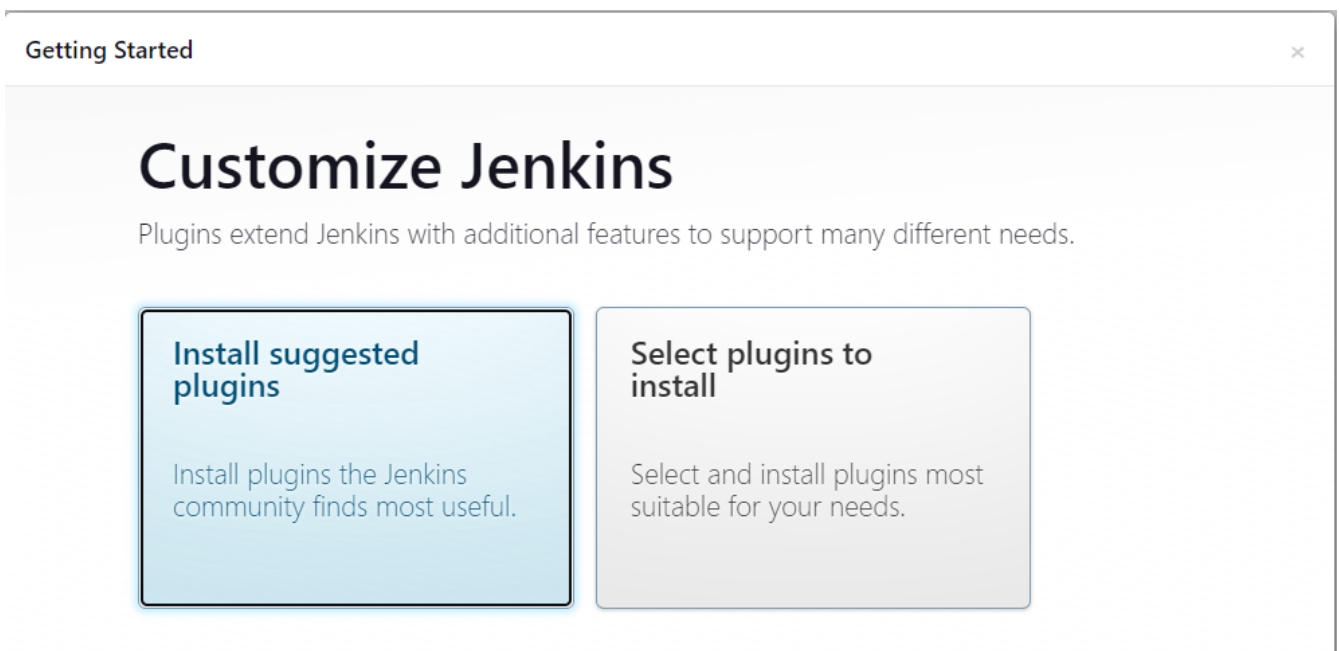 Getting Started
×
Customize Jenkins
Plugins extend Jenkins with additional features to support many different needs.
Install suggested
plugins
Install plugins the Jenkins
community finds most useful.
Select plugins to
install
Select and install plugins most
suitable for your needs.